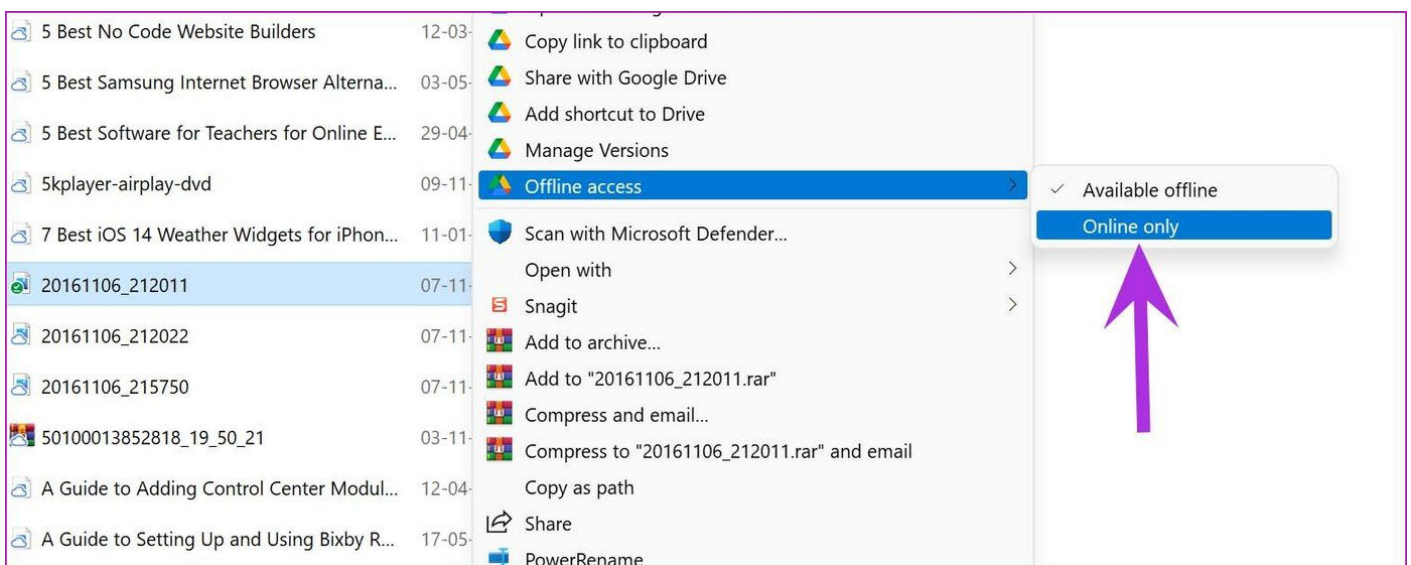 5 Best No Code Website Builders 12-03-
5 Best Samsung Internet Browser Alterna... 03-05-
5 Best Software for Teachers for Online E... 29-04-
5kplayer-airplay-dvd 09-11-
7 Best iOS 14 Weather Widgets for iPhon... 11-01-
20161106_212011 07-11-
20161106_212022 07-11-
20161106_215750 07-11-
50100013852818_19_50_21 03-11-
A Guide to Adding Control Center Modul... 12-04-
A Guide to Setting Up and Using Bixby R... 17-05-
Copy link to clipboard
Share with Google Drive
Add shortcut to Drive
Manage Versions
Offline access
Scan with Microsoft Defender...
Open with
Snagit
Add to archive...
Add to "20161106_212011.rar"
Compress and email...
Compress to "20161106_212011.rar" and email
Copy as path
Share
PowerRename
Available offline
Online only